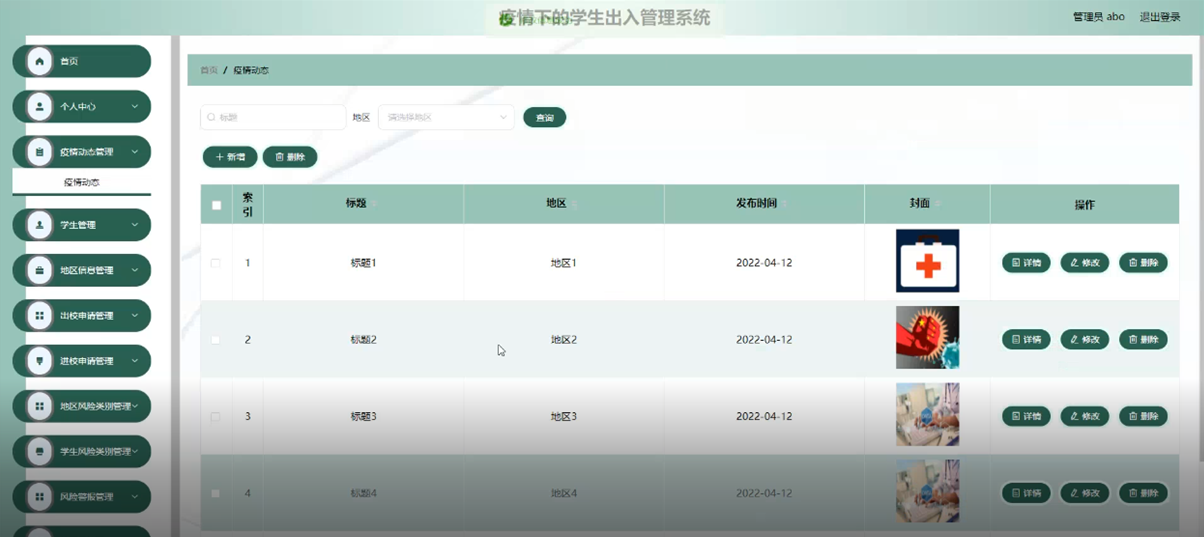 疫情下的学生出入管理系统
管理员 abo 退出登录
首页
个人中心
疫情动态管理
疫情动态
学生管理
地区信息管理
出校申请管理
进校申请管理
地区风险类别管理
学生风险类别管理
风险警报管理
首页 / 疫情动态
标题 地区 请选择地区 查询
新增 删除
索引 标题 地区 发布时间 封面 操作
1 标题1 地区1 2022-04-12 详情 修改 删除
2 标题2 地区2 2022-04-12 详情 修改 删除
3 标题3 地区3 2022-04-12 详情 修改 删除
4 标题4 地区4 2022-04-12 详情 修改 删除